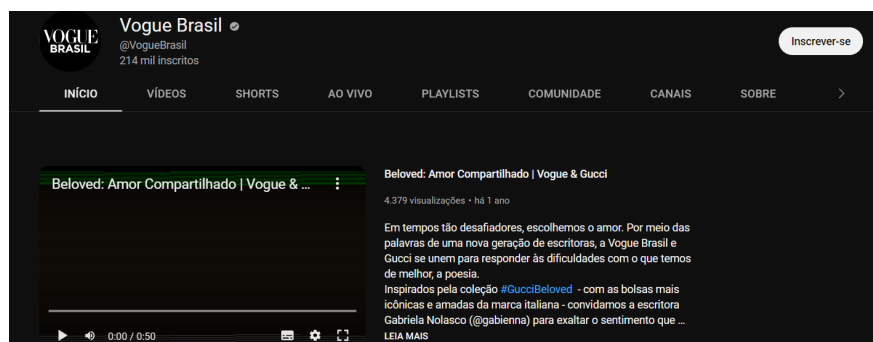 VOGUE
BRASIL
Vogue Brasil
@VogueBrasil
214 mil inscritos
Inscrever-se
INÍCIO VÍDEOS SHORTS AO VIVO PLAYLISTS COMUNIDADE CANAIS SOBRE
Beloved: Amor Compartilhado | Vogue & ...
0:00 / 0:50
Beloved: Amor Compartilhado | Vogue & Gucci
4.379 visualizações • há 1 ano
Em tempos tão desafiadores, escolhemos o amor. Por meio das
palavras de uma nova geração de escritoras, a Vogue Brasil e
Gucci se unem para responder às dificuldades com o que temos
de melhor, a poesia.
Inspirados pela coleção #GucciBeloved - com as bolsas mais
icônicas e amadas da marca italiana - convidamos a escritora
Gabriela Nolasco (@gabienna) para exaltar o sentimento que ...
LEIA MAIS